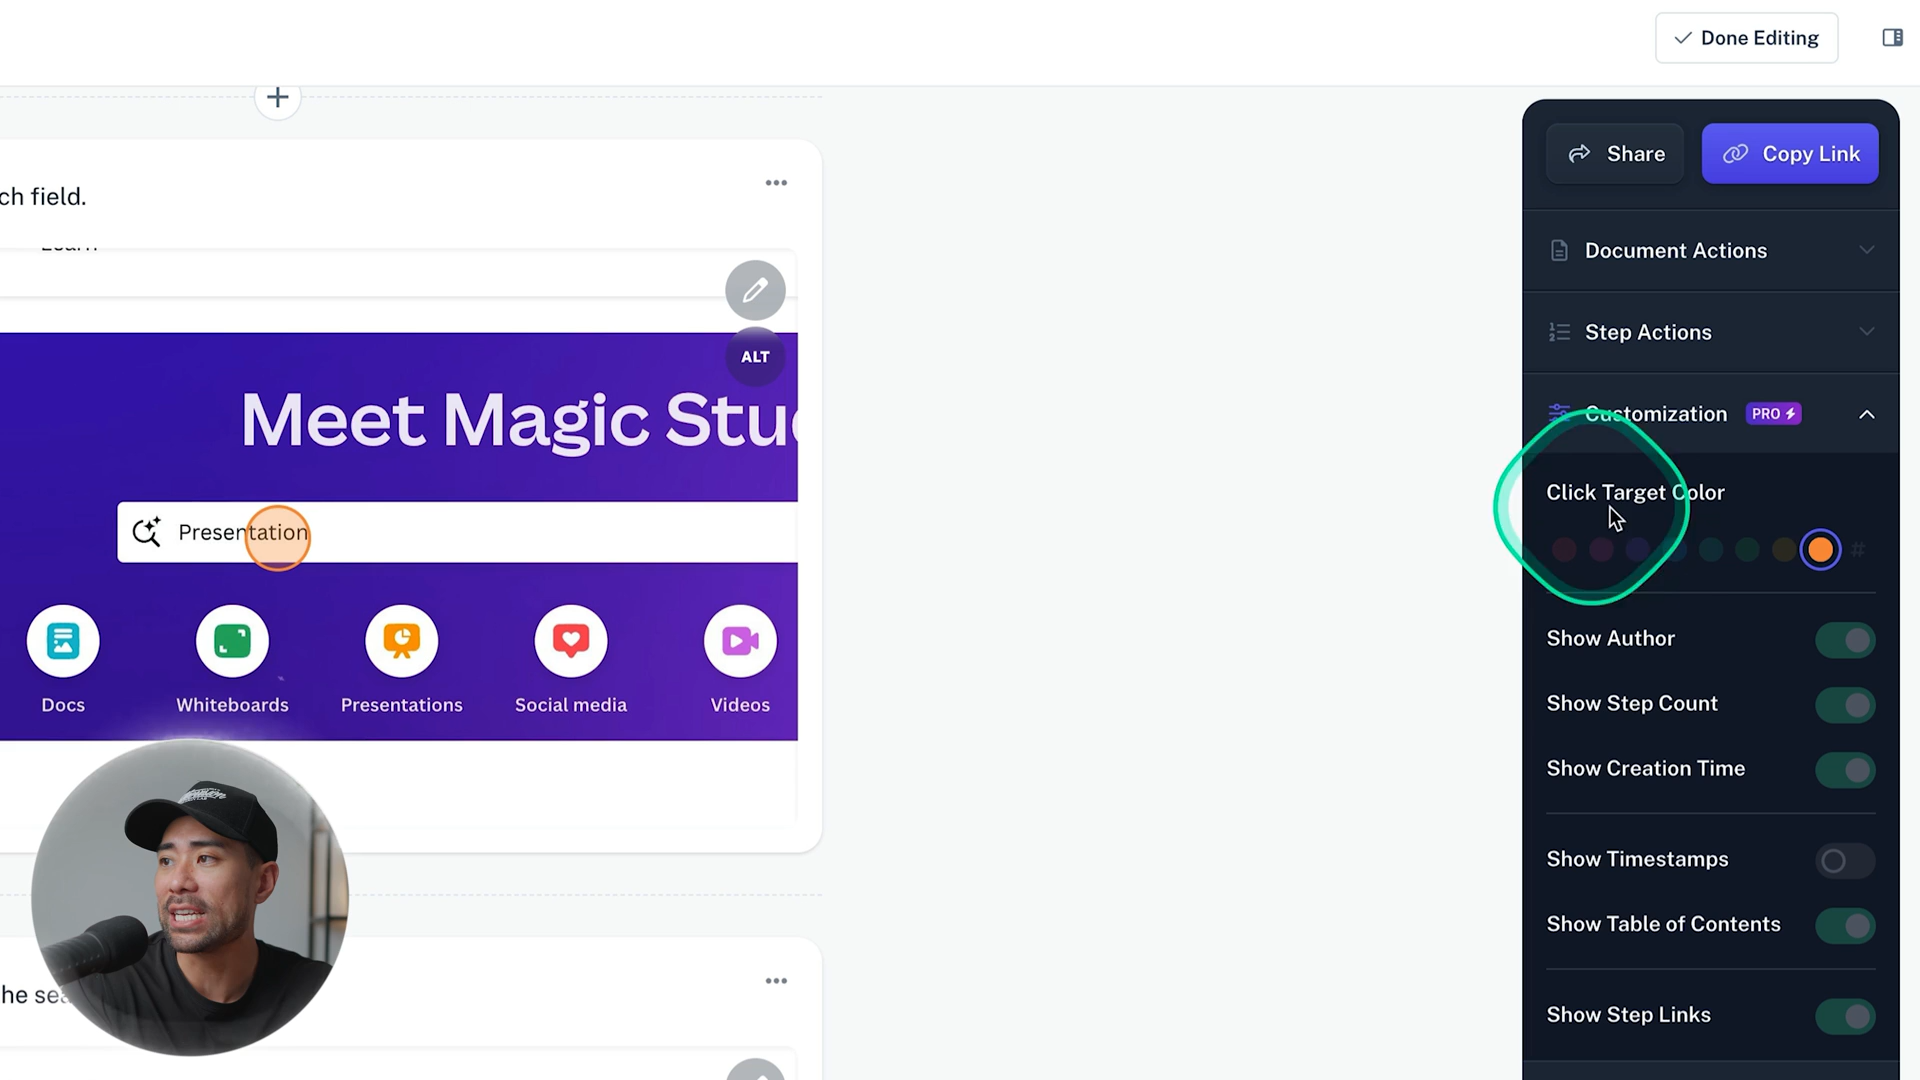 Done Editing
Share
Copy Link
ch field.
Document Actions
ALT
Step Actions
Meet Magic Stu
Customization
PRO
Click Target Color
Presentation
#
Show Author
Docs
Whiteboards
Presentations
Social media
Videos
Show Step Count
Show Creation Time
Show Timestamps
Show Table of Contents
he sea
Show Step Links